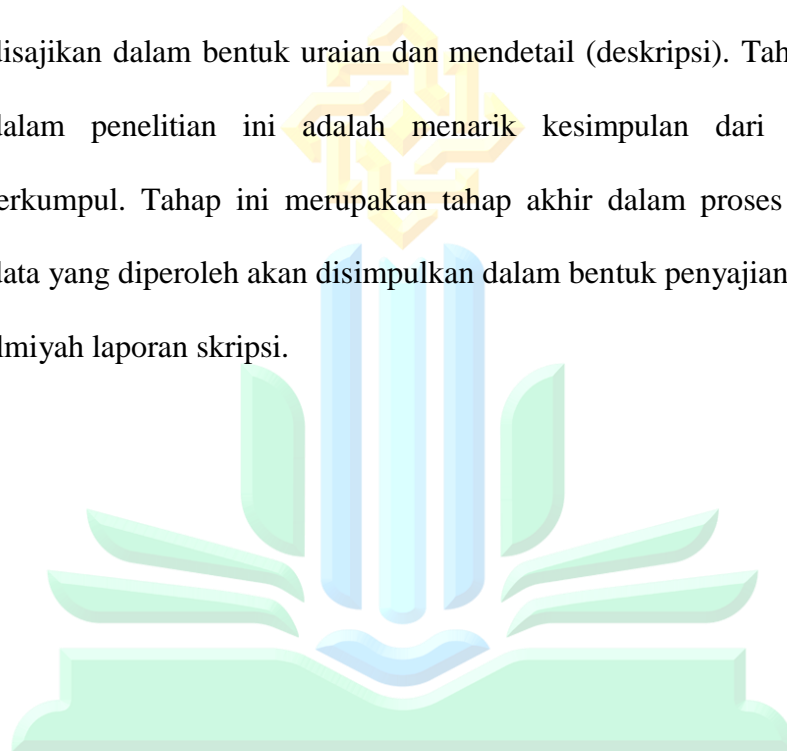 disajikan dalam bentuk uraian dan mendetail (deskripsi).
dalam penelitian ini adalah menarik kesimpulan dari
terkumpul. Tahap ini merupakan tahap akhir dalam proses
data yang diperoleh akan disimpulkan dalam bentuk penyajian
ilmiyah laporan skripsi.